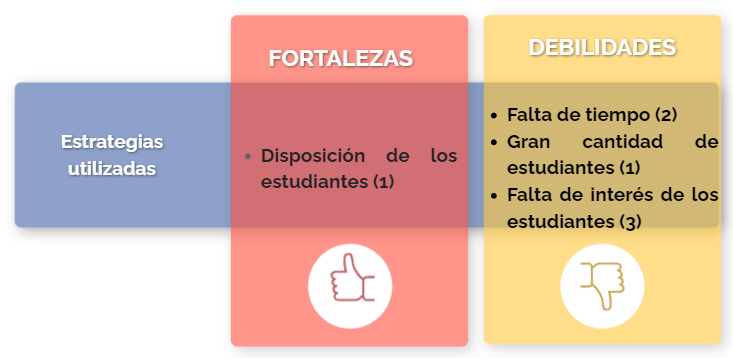 FORTALEZAS
DEBILIDADES
Estrategias
utilizadas
• Disposición de los
estudiantes (1)
• Falta de tiempo (2)
• Gran cantidad de
estudiantes (1)
• Falta de interés de los
estudiantes (3)